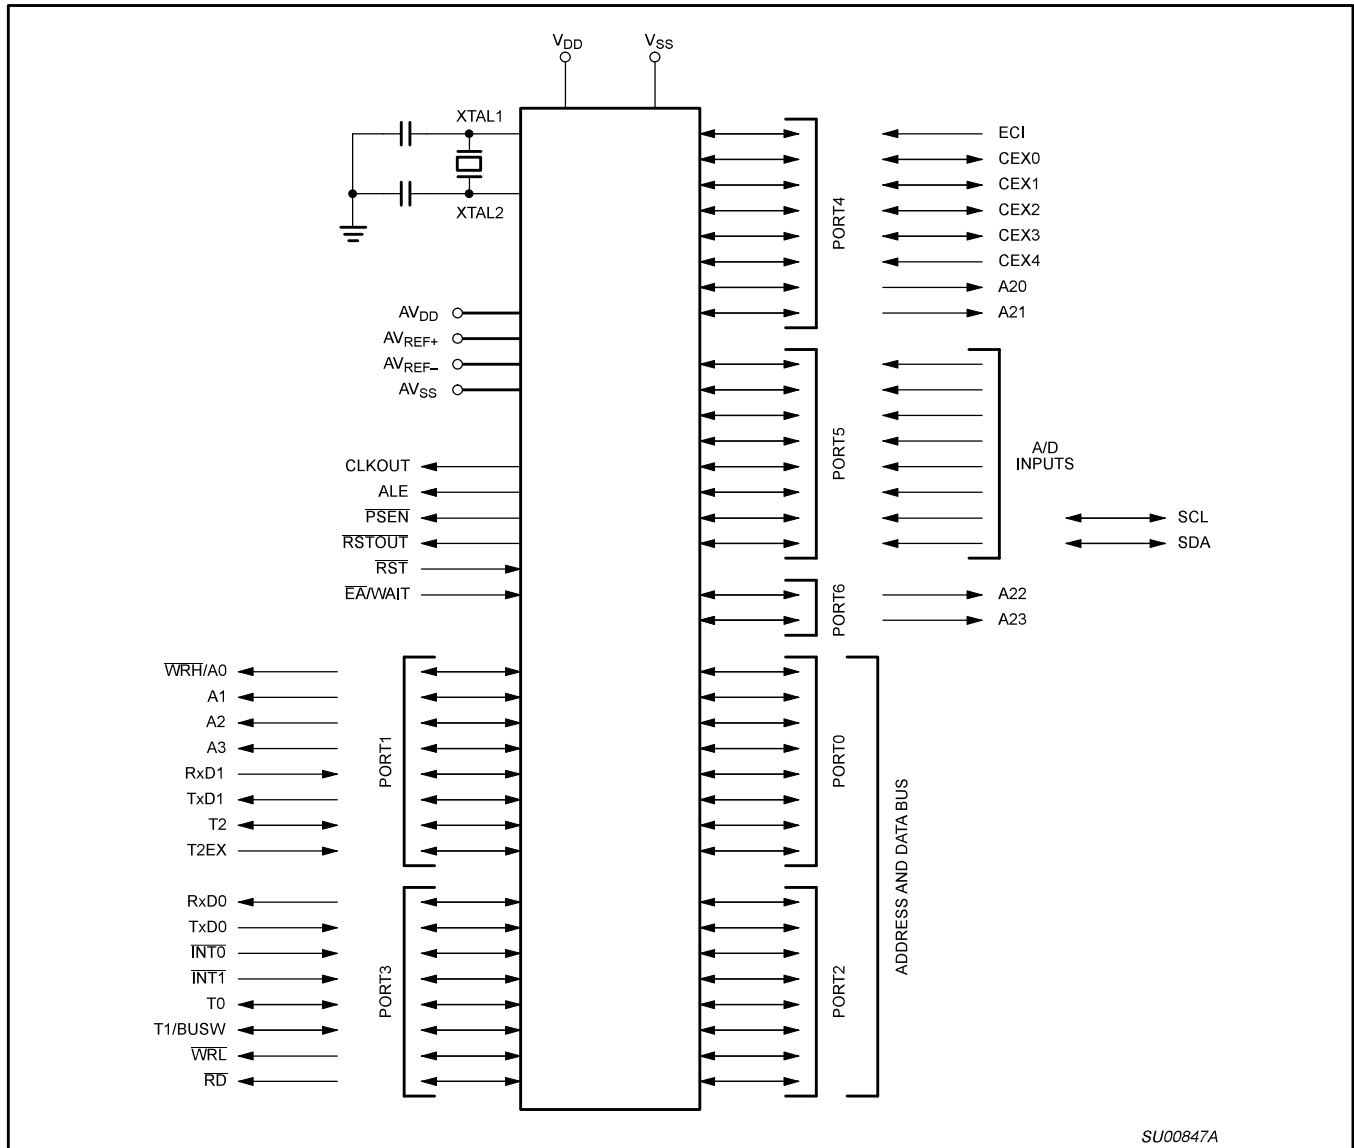 VDD
VSS
XTAL1
XTAL2
AVDD
AVREF+
AVREF–
AVSS
CLKOUT
ALE
PSEN
RSTOUT
RST
EA/WAIT
WRH/A0
A1
A2
A3
RxD1
TxD1
T2
T2EX
PORT1
RxD0
TxD0
INT0
INT1
T0
T1/BUSW
WRL
RD
PORT3
PORT4
ECI
CEX0
CEX1
CEX2
CEX3
CEX4
A20
A21
PORT5
A/D
INPUTS
SCL
SDA
PORT6
A22
A23
PORT0
PORT2
ADDRESS AND DATA BUS
SU00847A